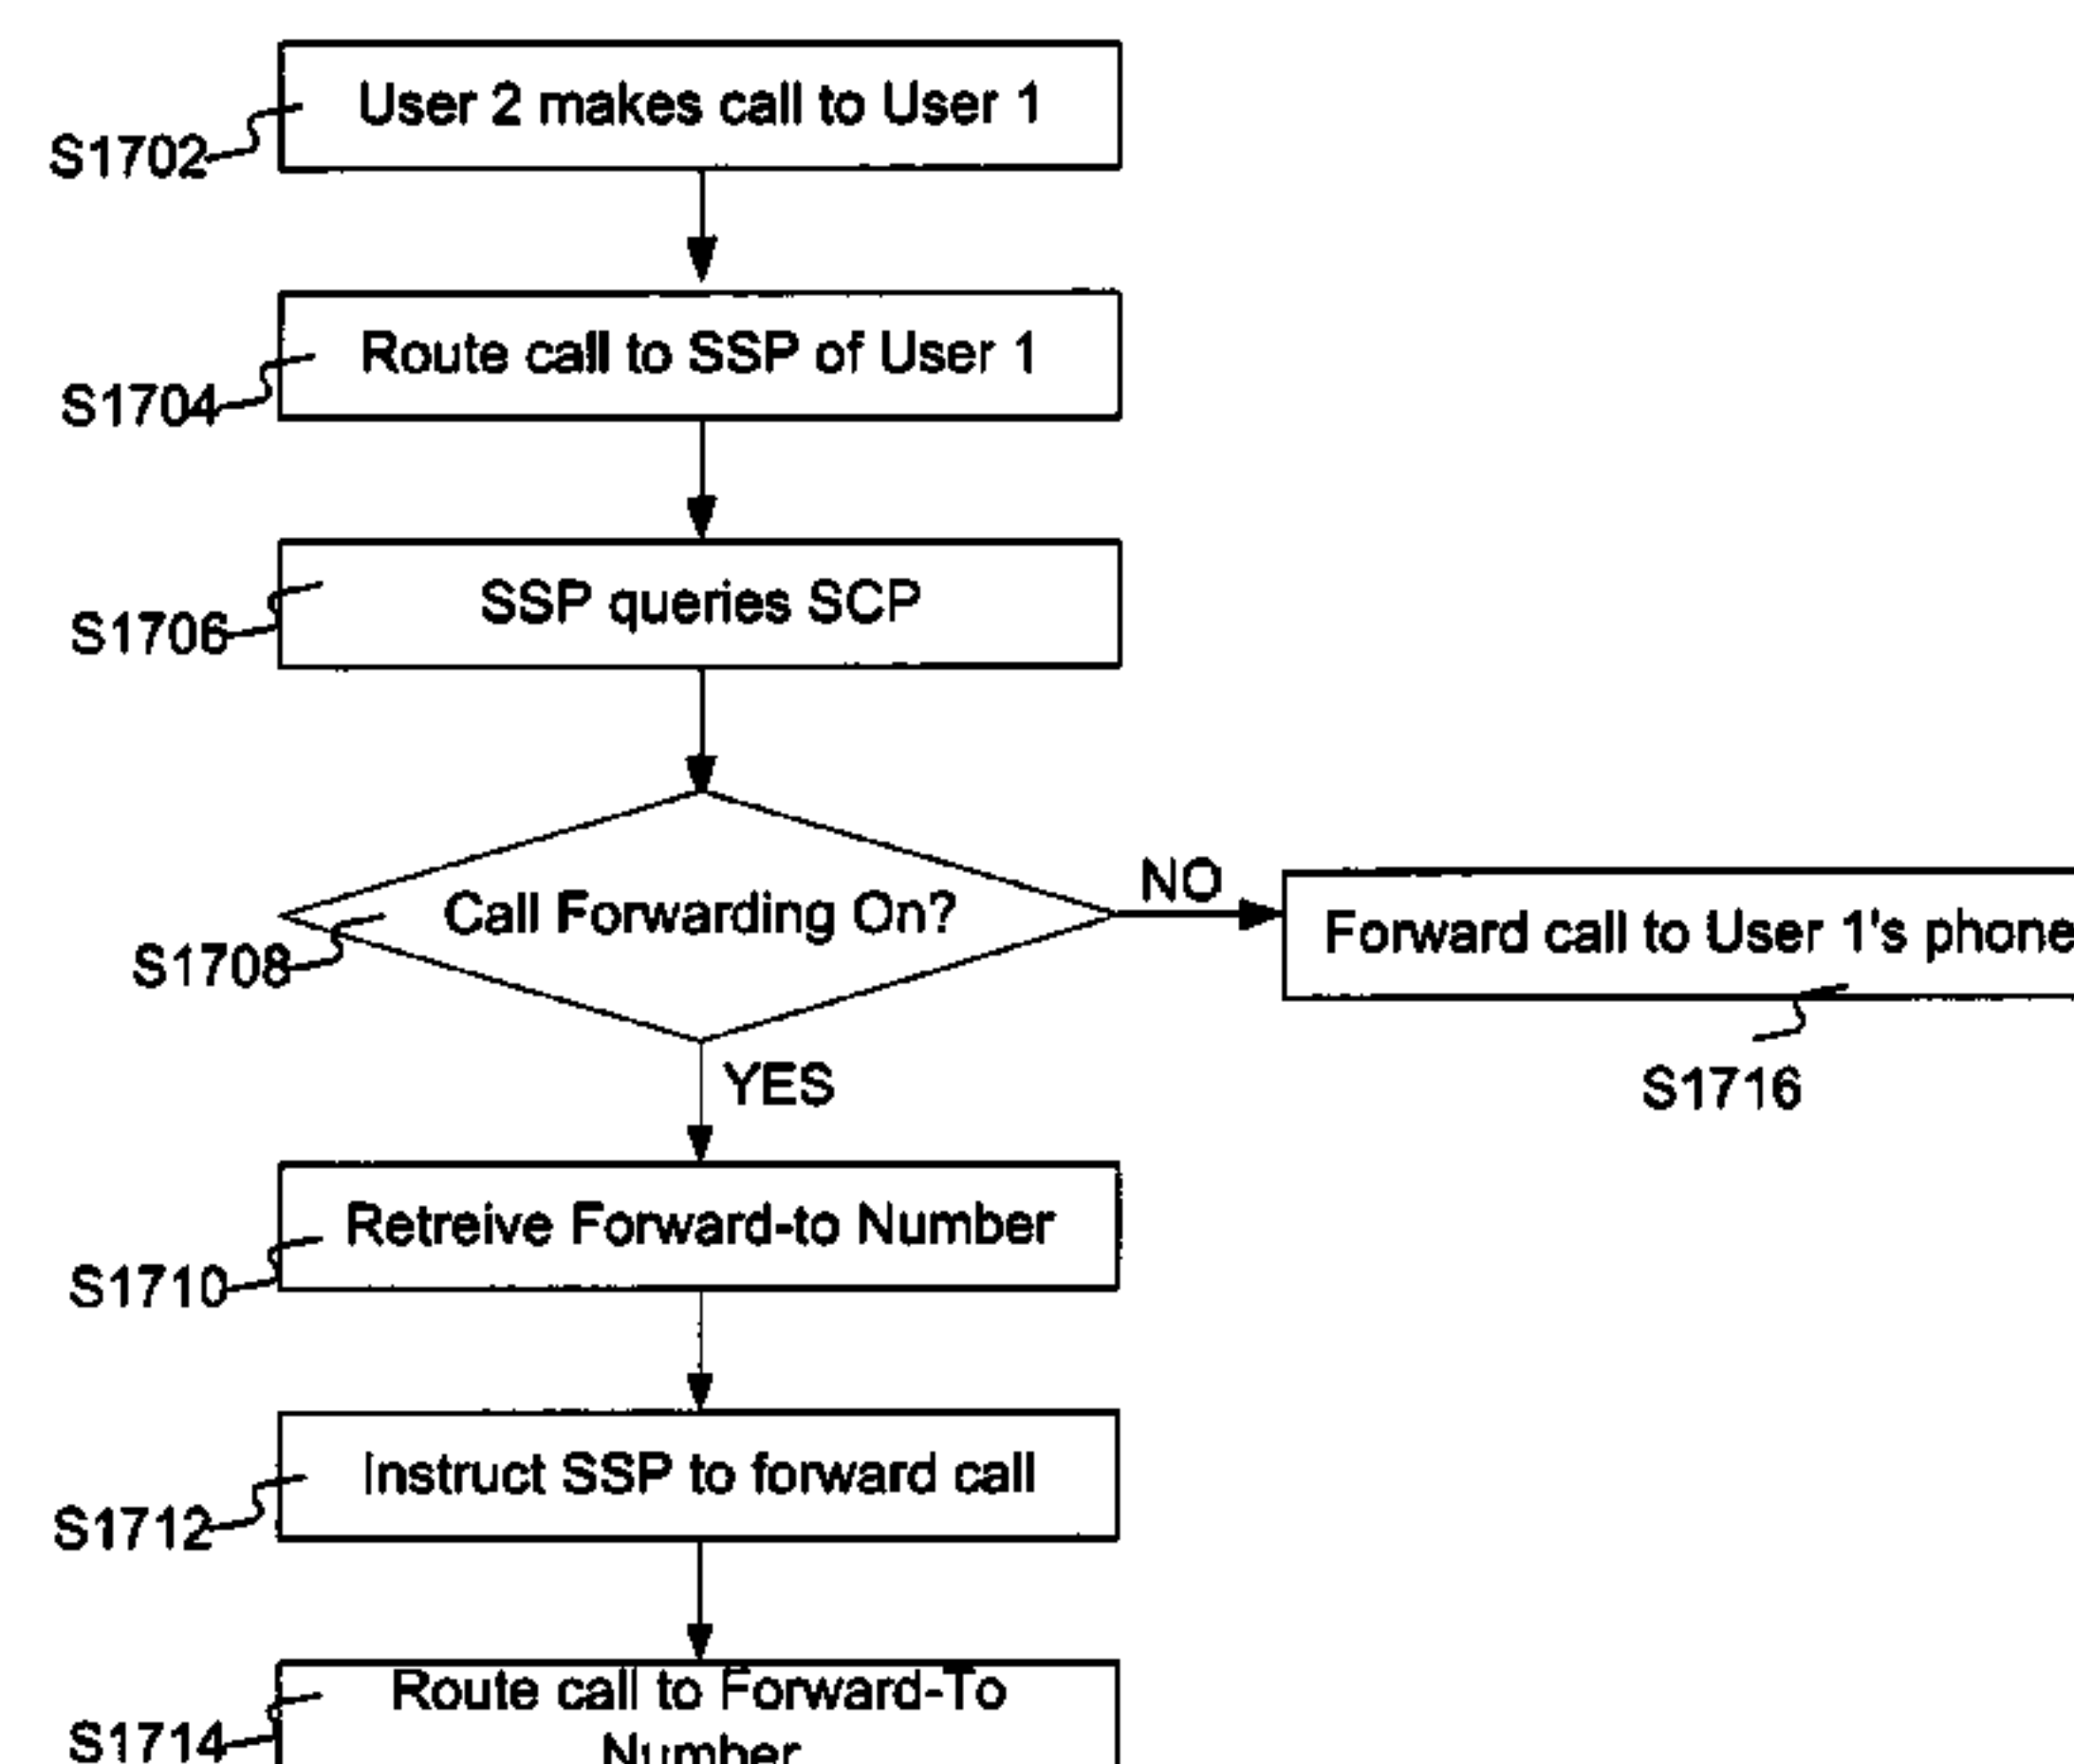 User 2 makes call to User 1
S1702
Route call to SSP of User 1
S1704
SSP queries SCP
S1706
Call Forwarding On?
S1708
NO
Forward call to User 1's phone
S1716
YES
Retreive Forward-to Number
S1710
Instruct SSP to forward call
S1712
Route call to Forward-To
Number
S1714